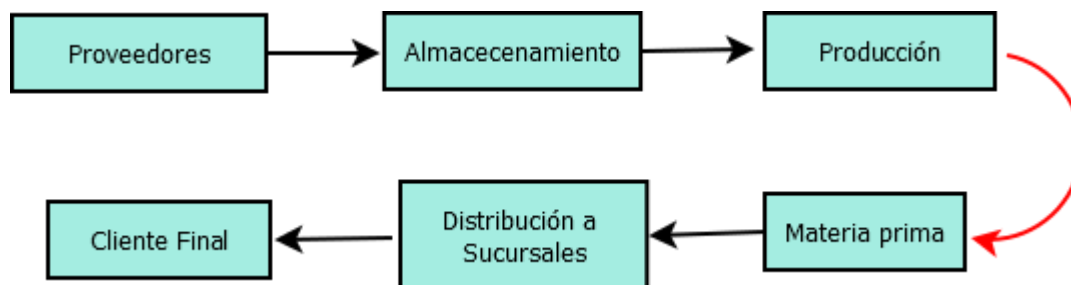 Proveedores
Almacecenamiento
Producción
Materia prima
Distribución a
Sucursales
Cliente Final